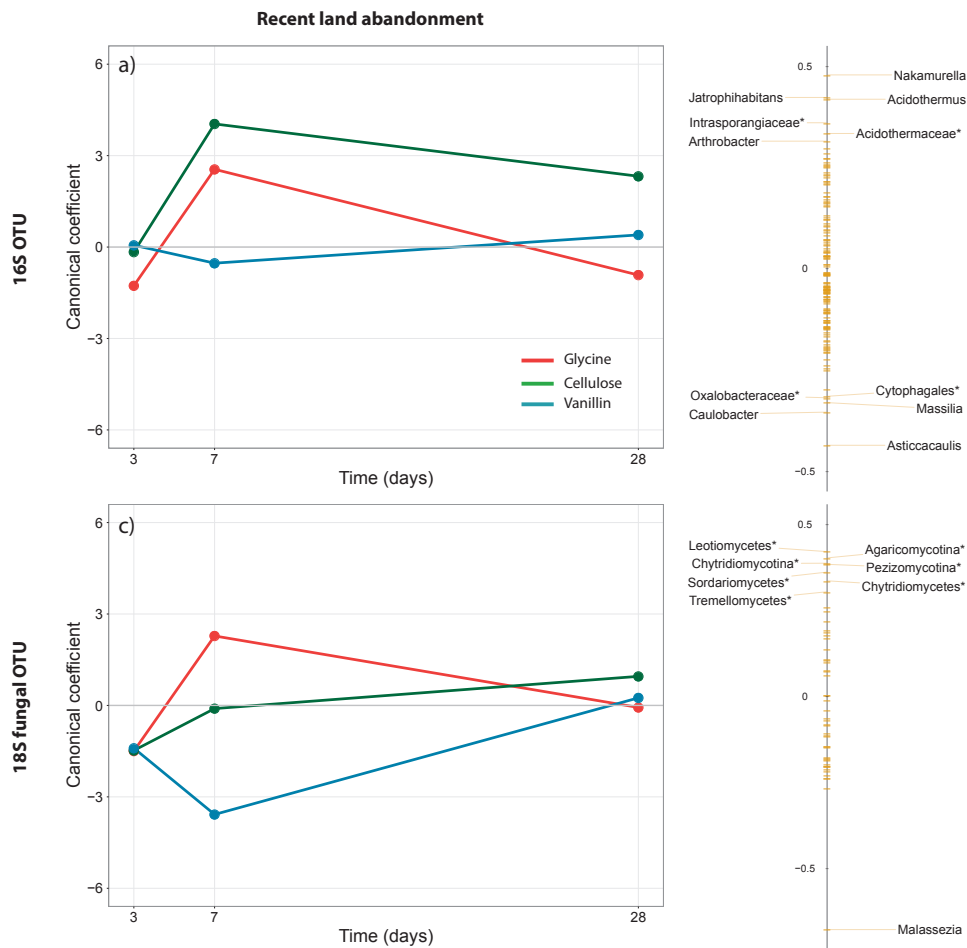 Recent land abandonment
16S OTU
a)
Canonical coefficient
6
3
0
−3
−6
Glycine
Cellulose
Vanillin
3 7 28
Time (days)
0.5
Nakamurella
Jatrophihabitans
Acidothermus
Intrasporangiaceae*
Acidothermaceae*
Arthrobacter
0
Cytophagales*
Oxalobacteraceae*
Massilia
Caulobacter
Asticcacaulis
−0.5
18S fungal OTU
c)
Canonical coefficient
6
3
0
−3
−6
3 7 28
Time (days)
0.5
Leotiomycetes*
Agaricomycotina*
Chytridiomycotina*
Pezizomycotina*
Sordariomycetes*
Chytridiomycetes*
Tremellomycetes*
0
−0.5
Malassezia